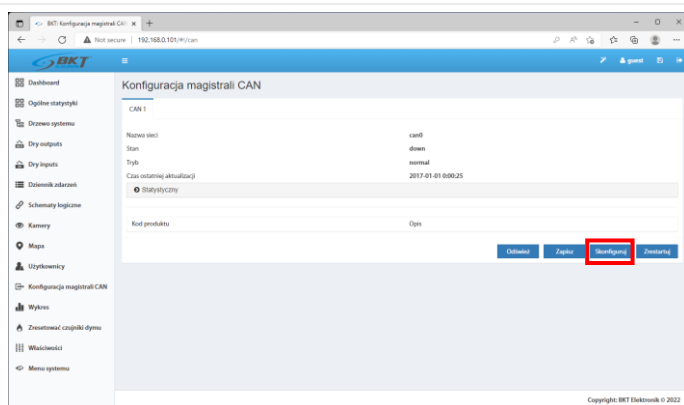 BKT: Konfiguracja magistrali CAN
Not secure | 192.168.0.101/#!/can
BKT
guest
Dashboard
Ogólne statystyki
Drzewo systemu
Dry outputs
Dry inputs
Dziennik zdarzeń
Schematy logiczne
Kamery
Mapa
Użytkownicy
Konfiguracja magistrali CAN
Wykres
Zresetować czujniki dymu
Właściwości
Menu systemu
Konfiguracja magistrali CAN
CAN 1
Nazwa sieci can0
Stan down
Tryb normal
Czas ostatniej aktualizacji 2017-01-01 0:00:25
Statystyczny
Kod produktu Opis
Odśwież Zapisz Skonfiguruj Zrestartuj
Copyright: BKT Elektronik © 2022